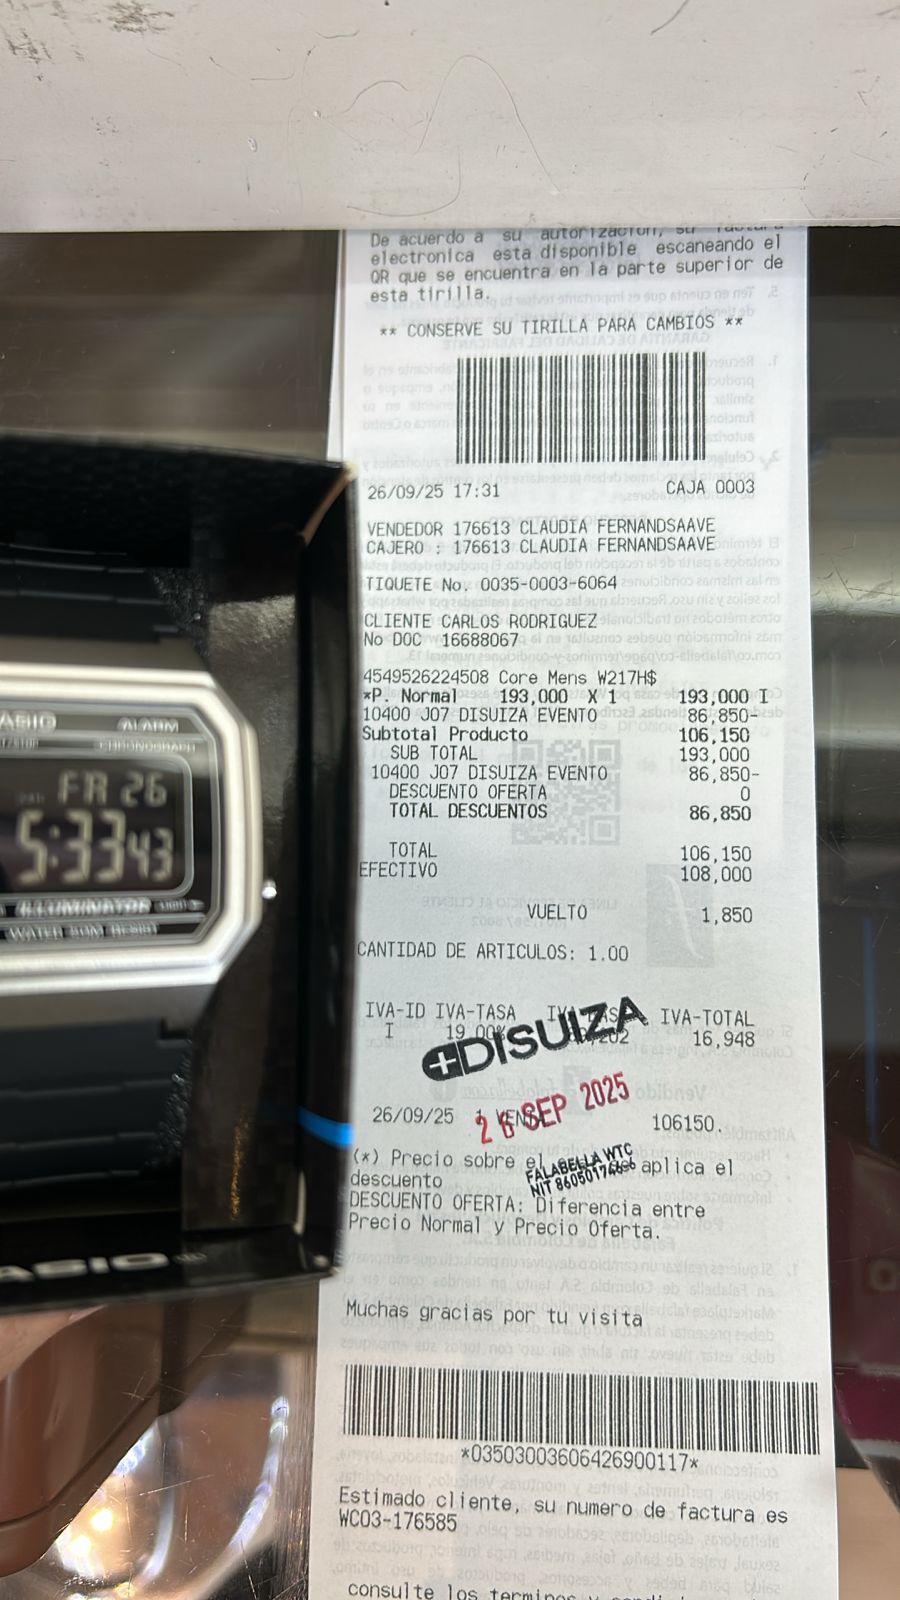 De acuerdo a su autorización, su factura
electronica esta disponible escaneando el
QR que se encuentra en la parte superior de
esta tirilla.
** CONSERVE SU TIRILLA PARA CAMBIOS **
26/09/25 17:31 CAJA 0003
VENDEDOR 176613 CLAUDIA FERNANDSAAVE
CAJERO : 176613 CLAUDIA FERNANDSAAVE
TIQUETE No. 0035-0003-6064
CLIENTE CARLOS RODRIGUEZ
No DOC 16688067
4549526224508 Core Mens W217H$
*P. Normal 193,000 X 1 193,000 I
10400 J07 DISUIZA EVENTO 86,850-
Subtotal Producto 106,150
SUB TOTAL 193,000
10400 J07 DISUIZA EVENTO 86,850-
DESCUENTO OFERTA 0
TOTAL DESCUENTOS 86,850
TOTAL 106,150
EFECTIVO 108,000
VUELTO 1,850
CANTIDAD DE ARTICULOS: 1.00
IVA-ID IVA-TASA IVA-TOTAL
I 19.00% 16,948
DISUIZA
26/09/25 106150.
26 SEP 2025
FALABELLA WTC
(*) Precio sobre el aplica el
descuento
DESCUENTO OFERTA: Diferencia entre
Precio Normal y Precio Oferta.
Muchas gracias por tu visita
*03503003606426900117*
Estimado cliente, su numero de factura es
WC03-176585
consulte los terminos y
CASIO ALARM
CHRONOGRAPH
FR 26
5:33 43
ILLUMINATOR
WATER 50M RESIST
CASIO